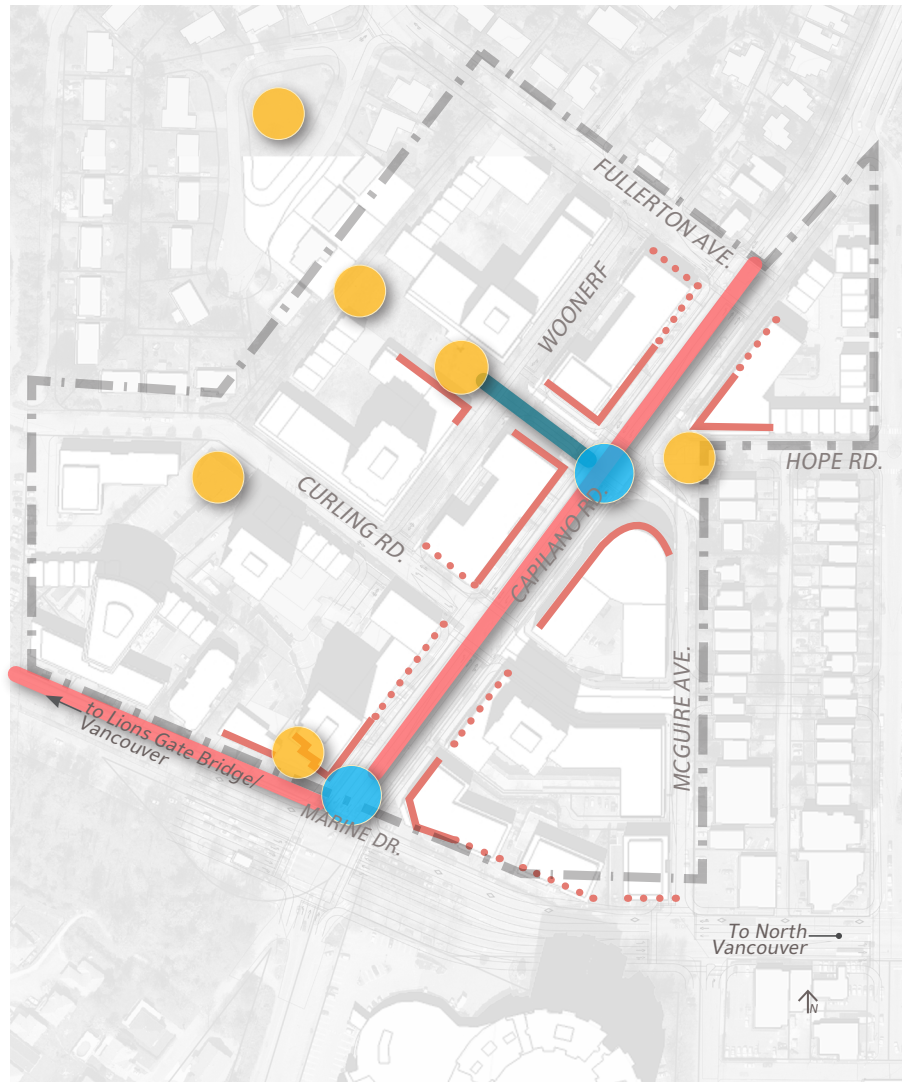 FULLERTON AVE.
WOONERF
HOPE RD.
CURLING RD.
CAPILANO RD.
MCGUIRE AVE.
to Lions Gate Bridge/
Vancouver
MARINE DR.
To North
Vancouver
N